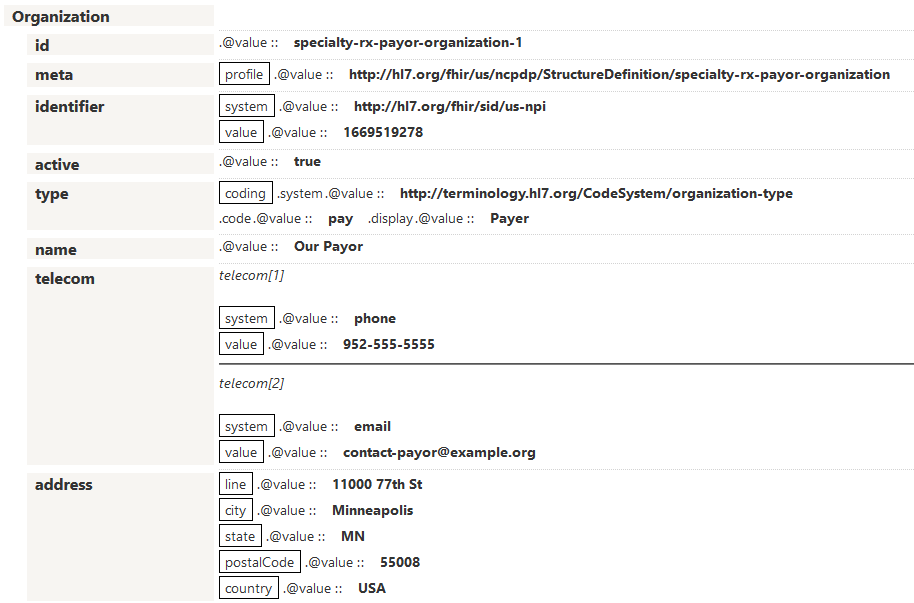 Organization
id .@value :: specialty-rx-payor-organization-1
meta profile .@value :: http://hl7.org/fhir/us/ncpdp/StructureDefinition/specialty-rx-payor-organization
identifier system .@value :: http://hl7.org/fhir/sid/us-npi
value .@value :: 1669519278
active .@value :: true
type coding .system.@value :: http://terminology.hl7.org/CodeSystem/organization-type
.code.@value :: pay .display.@value :: Payer
name .@value :: Our Payor
telecom telecom[1]
system .@value :: phone
value .@value :: 952-555-5555
telecom[2]
system .@value :: email
value .@value :: contact-payor@example.org
address line .@value :: 11000 77th St
city .@value :: Minneapolis
state .@value :: MN
postalCode .@value :: 55008
country .@value :: USA